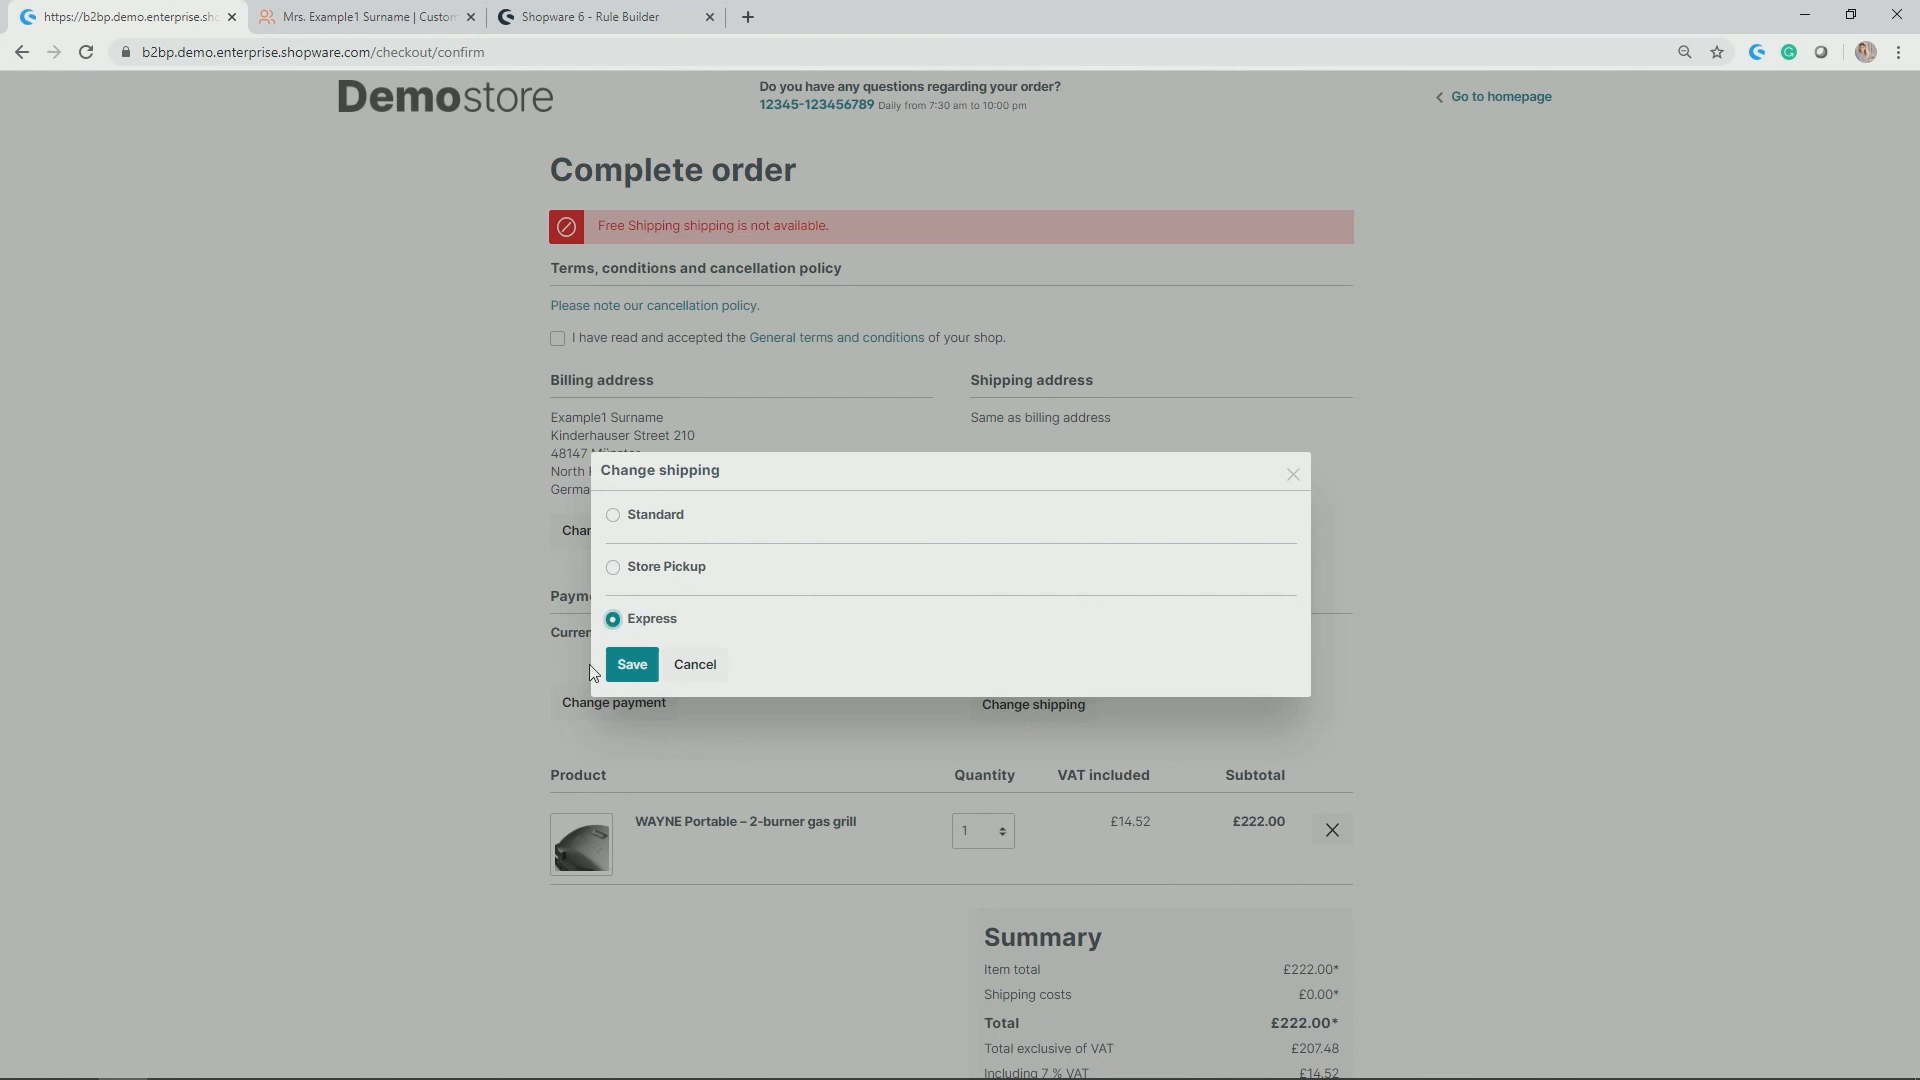 https://b2bp.demo.enterprise.sh
Mrs. Example1 Surname | Custom
Shopware 6 - Rule Builder
b2bp.demo.enterprise.shopware.com/checkout/confirm
Demostore
Do you have any questions regarding your order?
12345-123456789 Daily from 7:30 am to 10:00 pm
Go to homepage
Complete order
Free Shipping shipping is not available.
Terms, conditions and cancellation policy
Please note our cancellation policy.
I have read and accepted the General terms and conditions of your shop.
Billing address
Shipping address
Example1 Surname
Same as billing address
Kinderhauser Street 210
48147 Münster
North
Germa
Chan
Change shipping
Standard
Store Pickup
Express
Save
Cancel
Payme
Curren
Change payment
Change shipping
Product
Quantity
VAT included
Subtotal
WAYNE Portable – 2-burner gas grill
1
£14.52
£222.00
Summary
Item total
£222.00*
Shipping costs
£0.00*
Total
£222.00*
Total exclusive of VAT
£207.48
Including 7 % VAT
£14.52